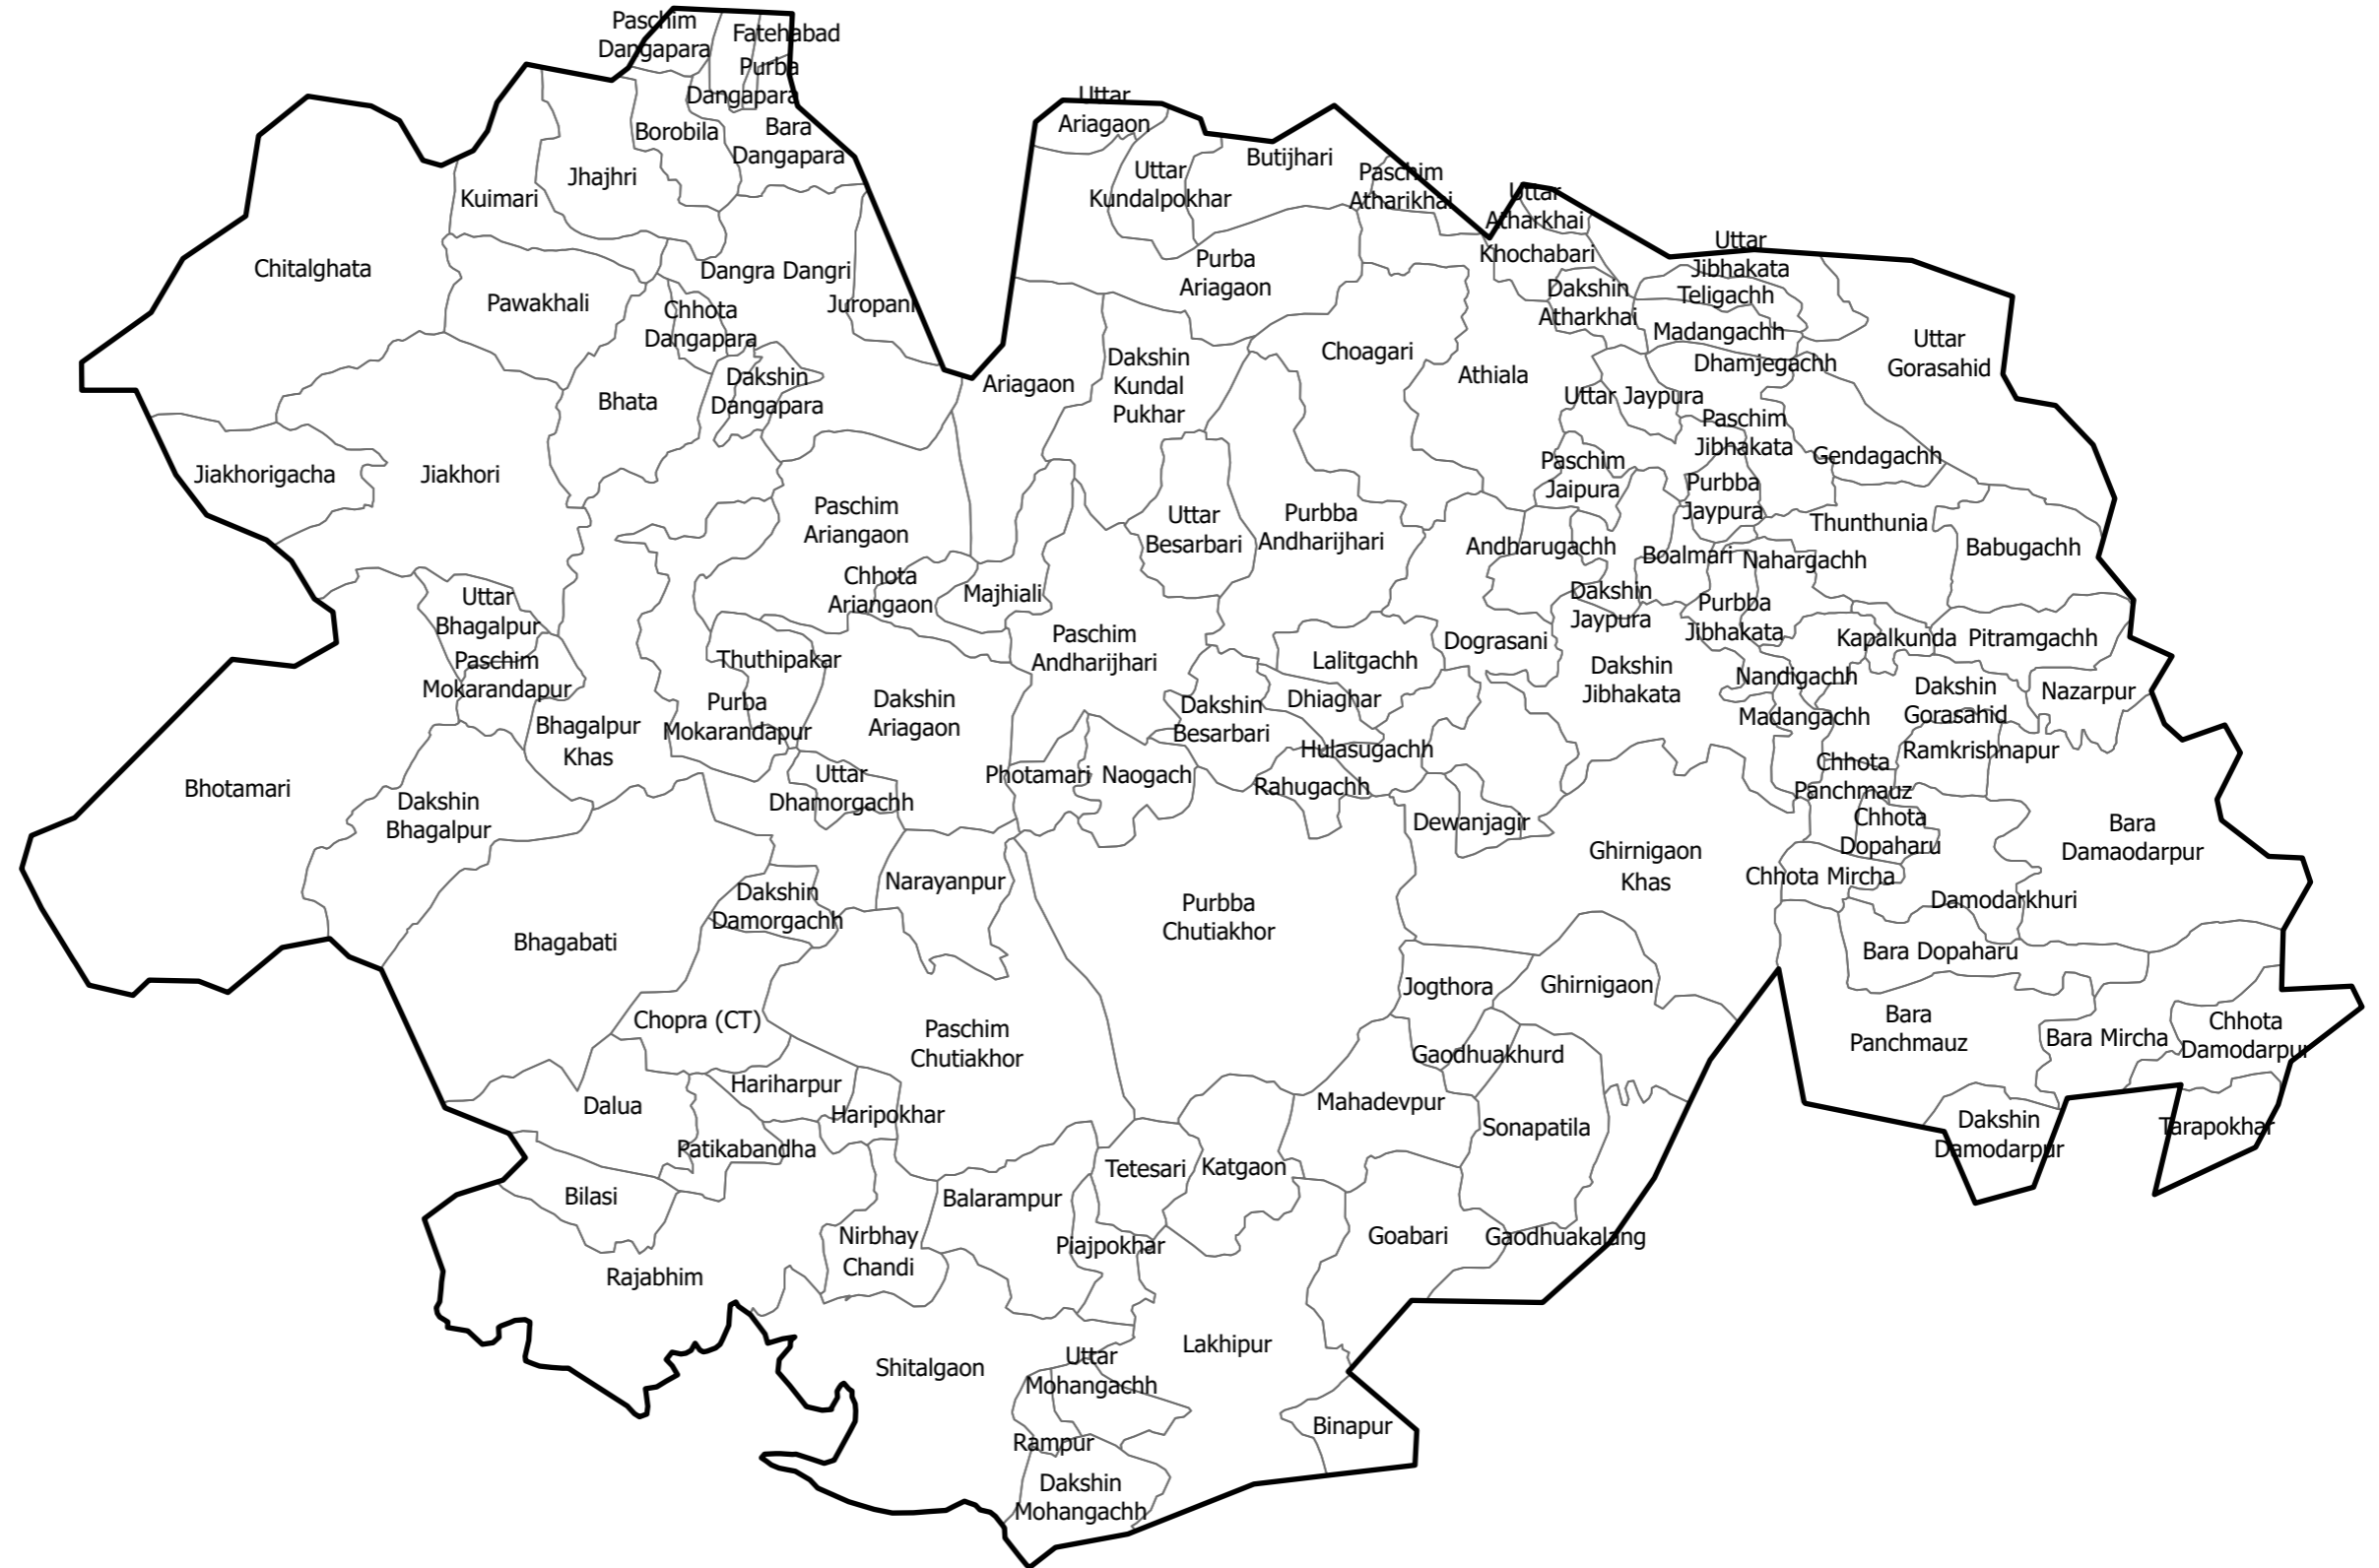 Paschim
Dangapara
Fatehabad
Purba
Dangapara
Borobila
Bara
Dangapara
Jhajhri
Kuimari
Chitalghata
Pawakhali
Dangra Dangri
Juropani
Chhota
Dangapara
Bhata
Dakshin
Dangapara
Jiakhorigacha
Jiakhori
Uttar
Ariagaon
Uttar
Kundalpokhar
Butijhari
Paschim
Atharikhai
Uttar
Atharkhai
Khochabari
Purba
Ariagaon
Dakshin
Atharkhai
Uttar
Jibhakata
Teligachh
Madangachh
Dhamjegachh
Uttar
Gorasahid
Ariagaon
Dakshin
Kundal
Pukhar
Choagari
Athiala
Uttar Jaypura
Paschim
Jibhakata
Gendagachh
Paschim
Jaipura
Purbba
Jaypura
Thunthunia
Babugachh
Paschim
Ariangaon
Uttar
Besarbari
Purbba
Andharijhari
Andharugachh
Boalmari
Nahargachh
Chhota
Ariangaon
Majhiali
Dakshin
Jaypura
Purbba
Jibhakata
Kapalkunda
Pitramgachh
Uttar
Bhagalpur
Paschim
Mokarandapur
Thuthipakar
Paschim
Andharijhari
Lalitgachh
Dograsani
Dakshin
Jibhakata
Nandigachh
Dakshin
Gorasahid
Nazarpur
Bhagalpur
Khas
Purba
Mokarandapur
Dakshin
Ariagaon
Dakshin
Besarbari
Dhiaghar
Madangachh
Hulasugachh
Ramkrishnapur
Bhotamari
Dakshin
Bhagalpur
Uttar
Dhamorgachh
Photamari
Naogach
Rahugachh
Dewanjagir
Chhota
Panchmauz
Chhota
Dopaharu
Bara
Damaodarpur
Ghirnigaon
Khas
Chhota Mircha
Damodarkhuri
Narayanpur
Dakshin
Damorgachh
Purbba
Chutiakhor
Bhagabati
Bara Dopaharu
Jogthora
Ghirnigaon
Chopra (CT)
Paschim
Chutiakhor
Bara
Panchmauz
Bara Mircha
Chhota
Damodarpur
Gaodhuakhurd
Hariharpur
Dalua
Haripokhar
Mahadevpur
Sonapatila
Dakshin
Damodarpur
Tarapokhar
Patikabandha
Tetesari
Katgaon
Bilasi
Balarampur
Nirbhay
Chandi
Piajpokhar
Goabari
Gaodhuakalang
Rajabhim
Lakhipur
Shitalgaon
Uttar
Mohangachh
Binapur
Rampur
Dakshin
Mohangachh